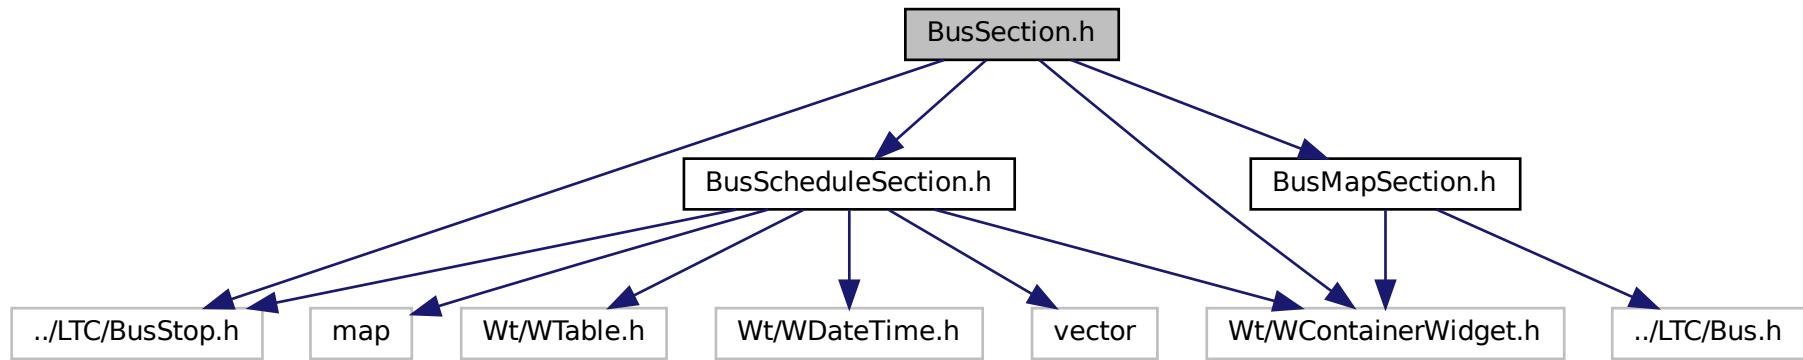 BusSection.h
BusScheduleSection.h
BusMapSection.h
../LTC/BusStop.h
map
Wt/WTable.h
Wt/WDateTime.h
vector
Wt/WContainerWidget.h
../LTC/Bus.h